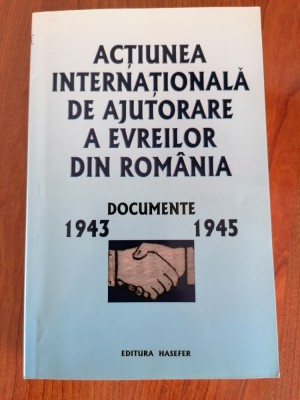 ACȚIUNEA
INTERNAȚIONALĂ
DE AJUTORARE
A EVREILOR
DIN ROMÂNIA
DOCUMENTE
1943 1945
EDITURA HASEFER